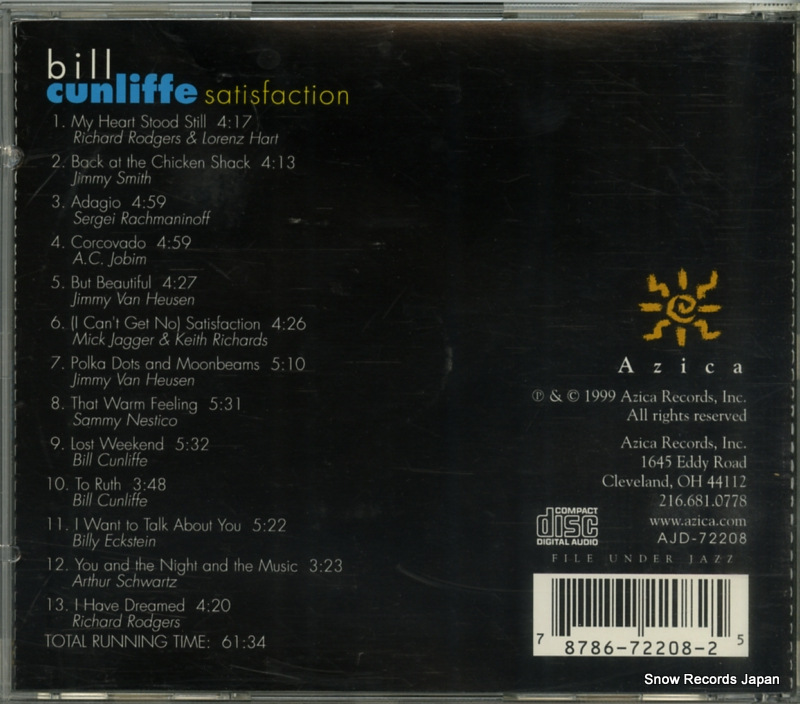 bill
cunliffe satisfaction
1. My Heart Stood Still 4:17
Richard Rodgers & Lorenz Hart
2. Back at the Chicken Shack 4:13
Jimmy Smith
3. Adagio 4:59
Sergei Rachmaninoff
4. Corcovado 4:59
A.C. Jobim
5. But Beautiful 4:27
Jimmy Van Heusen
6. (I Can't Get No) Satisfaction 4:26
Mick Jagger & Keith Richards
7. Polka Dots and Moonbeams 5:10
Jimmy Van Heusen
8. That Warm Feeling 5:31
Sammy Nestico
9. Lost Weekend 5:32
Bill Cunliffe
10. To Ruth 3:48
Bill Cunliffe
11. I Want to Talk About You 5:22
Billy Eckstein
12. You and the Night and the Music 3:23
Arthur Schwartz
13. I Have Dreamed 4:20
Richard Rodgers
TOTAL RUNNING TIME: 61:34
Azica
℗ & © 1999 Azica Records, Inc.
All rights reserved
Azica Records, Inc.
1645 Eddy Road
Cleveland, OH 44112
216.681.0778
www.azica.com
AJD-72208
COMPACT
disc
DIGITAL AUDIO
FILE UNDER JAZZ
7 8786-72208-2 5
Snow Records Japan